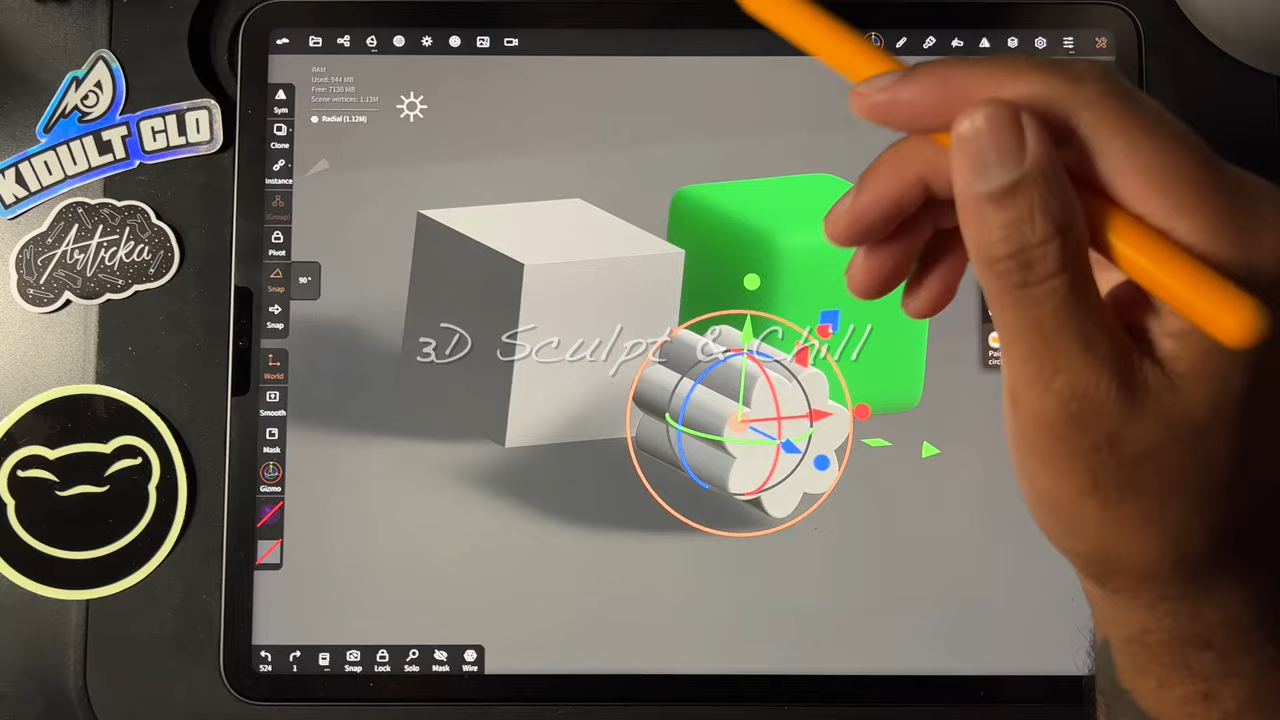 KIDULT CLO
Articka
RAM
Used: 944 MB
Free: 7130 MB
Scene vertices: 1.13M
Radial (1.12M)
Sym
Clone
Instance
(Group)
Pivot
Snap
90°
Snap
World
Smooth
Mask
Gizmo
3D Sculpt & Chill
524
1
...
Snap
Lock
Solo
Mask
Wire